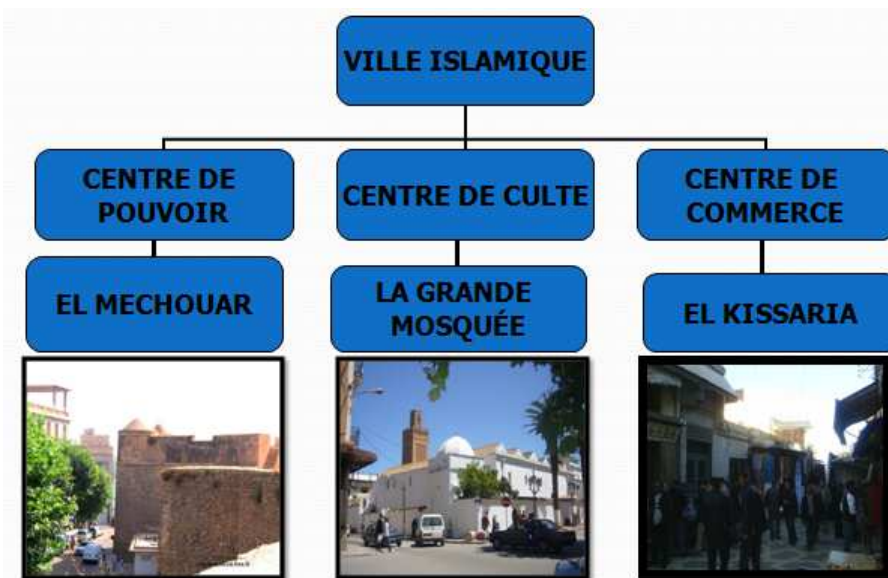 VILLE ISLAMIQUE
CENTRE DE
POUVOIR
CENTRE DE CULTE
CENTRE DE
COMMERCE
EL MECHOUAR
LA GRANDE
MOSQUÉE
EL KISSARIA